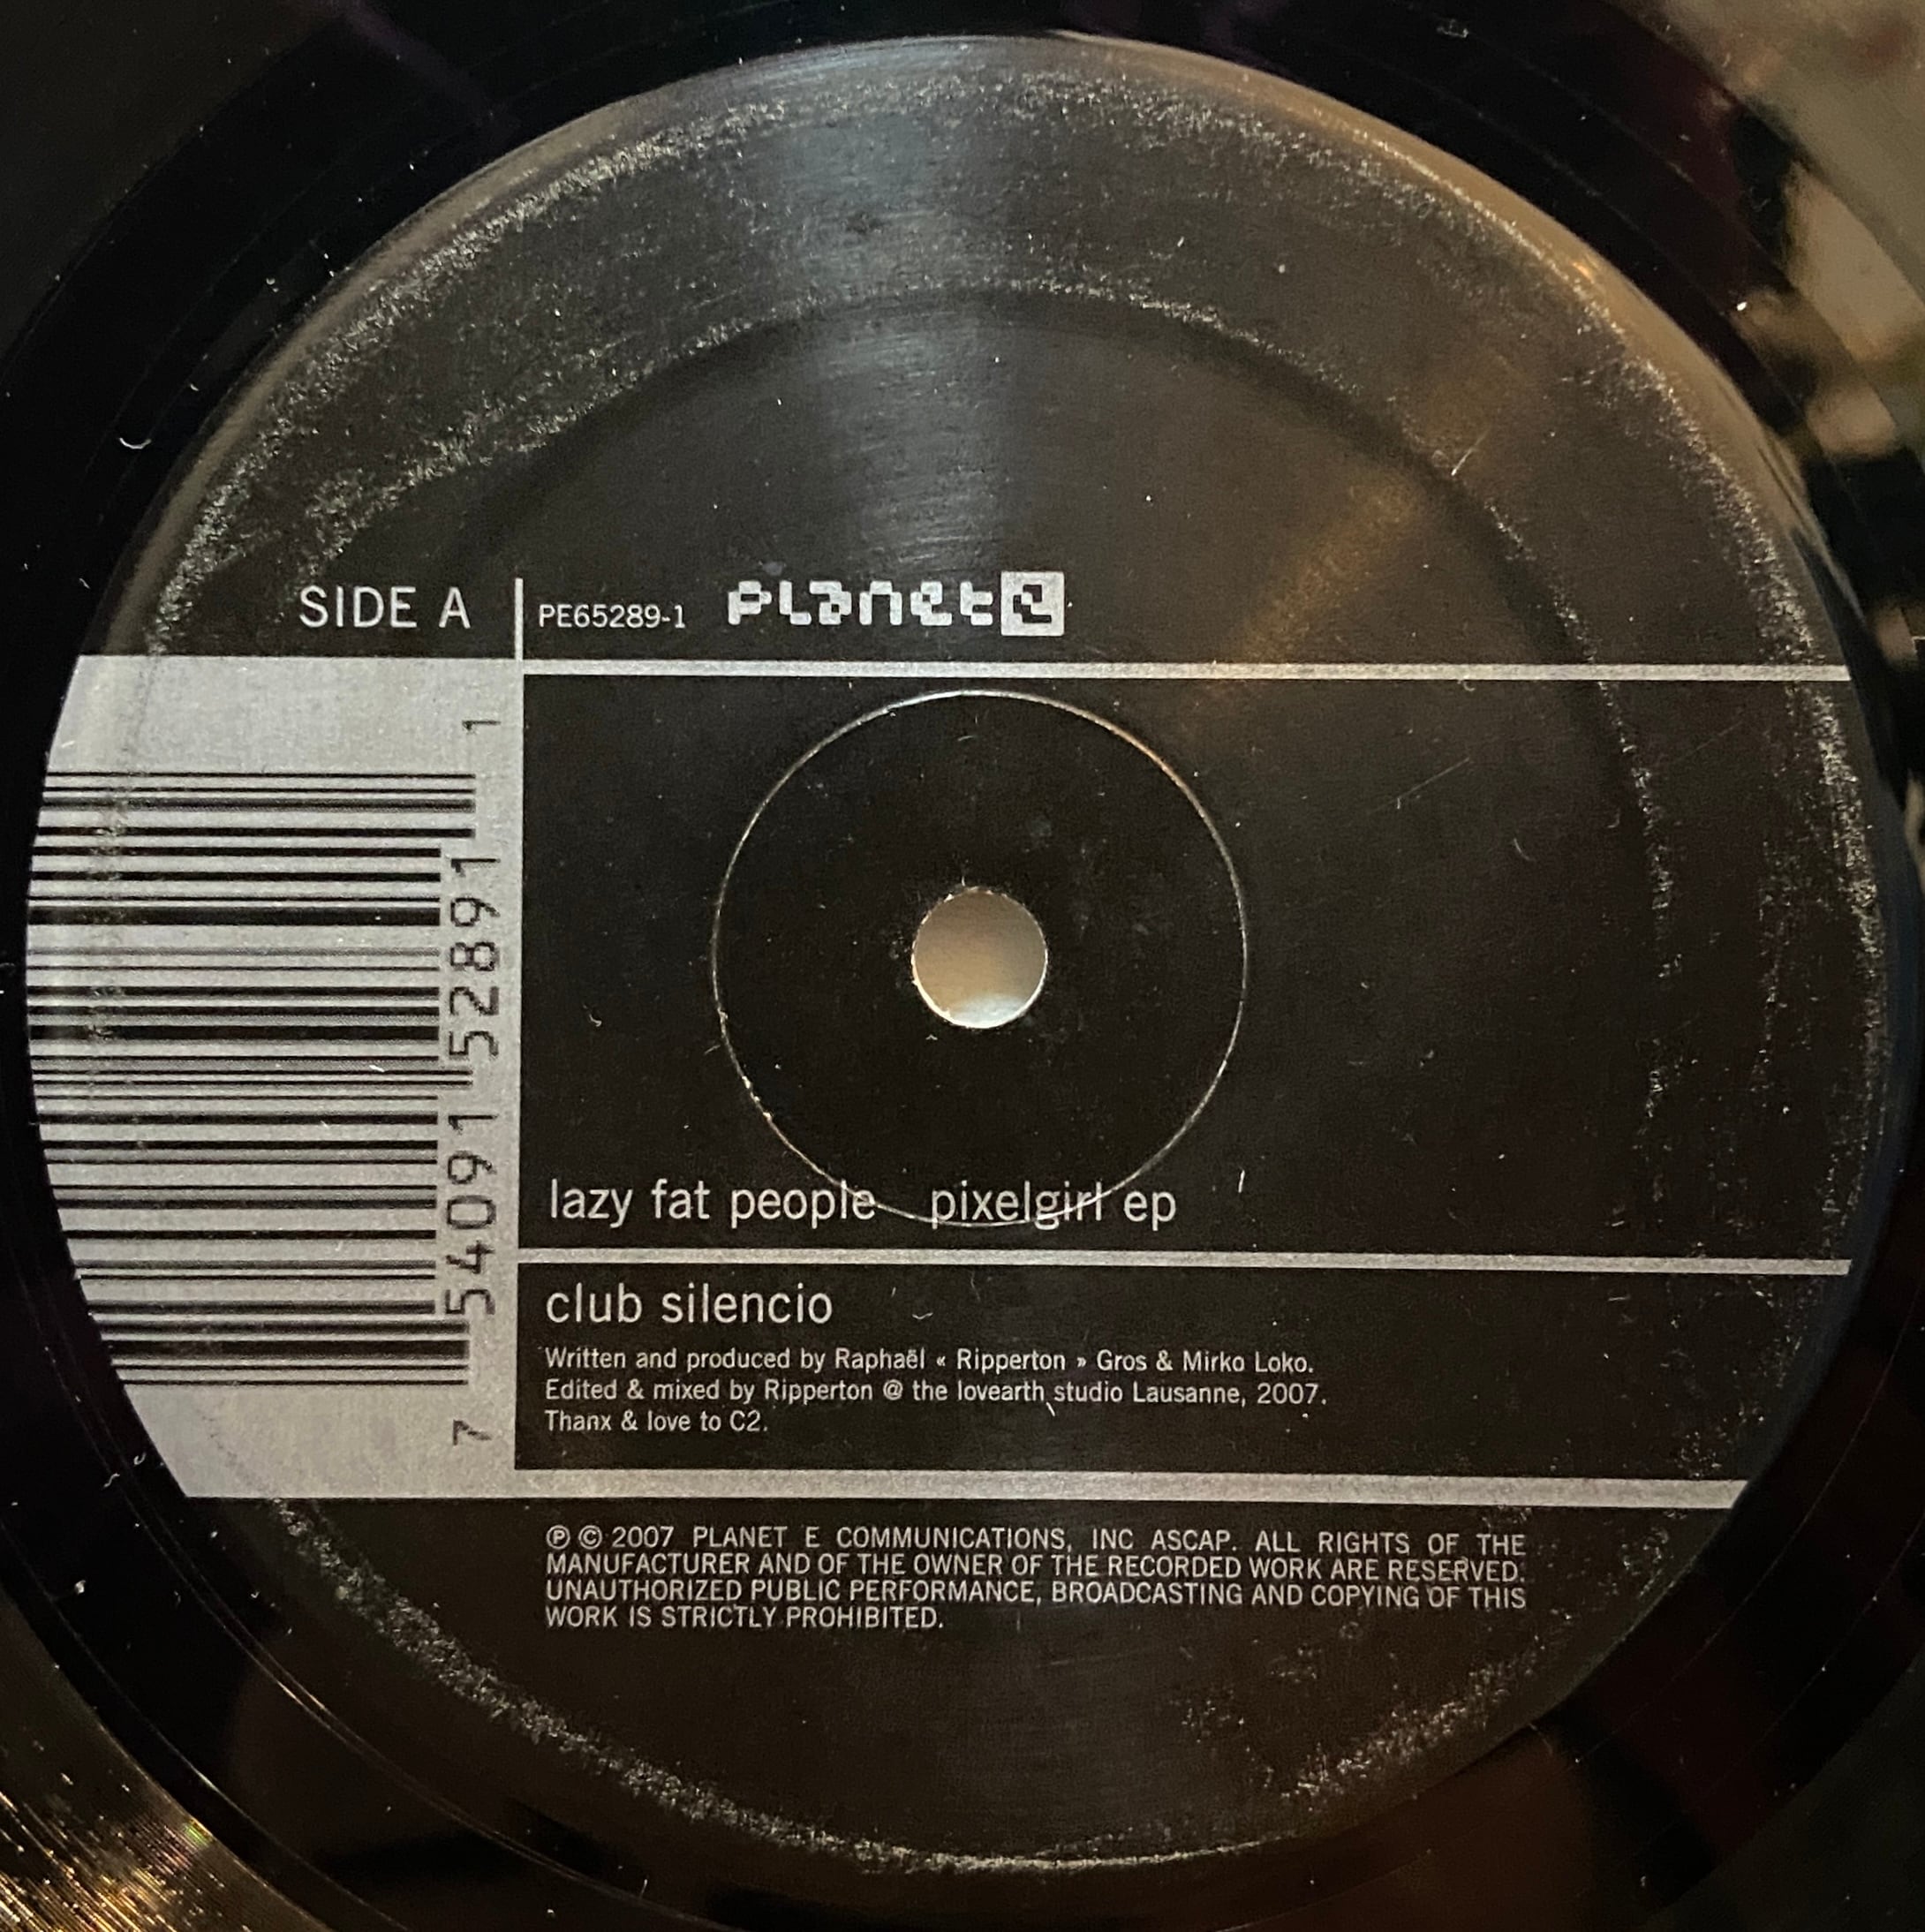 SIDE A
PE65289-1 planet e
7 54091 52891 1
lazy fat people pixelgirl ep
club silencio
Written and produced by Raphaël « Ripperton » Gros & Mirko Loko.
Edited & mixed by Ripperton @ the lovearth studio Lausanne, 2007.
Thanx & love to C2.
℗ © 2007 PLANET E COMMUNICATIONS, INC ASCAP. ALL RIGHTS OF THE
MANUFACTURER AND OF THE OWNER OF THE RECORDED WORK ARE RESERVED.
UNAUTHORIZED PUBLIC PERFORMANCE, BROADCASTING AND COPYING OF THIS
WORK IS STRICTLY PROHIBITED.